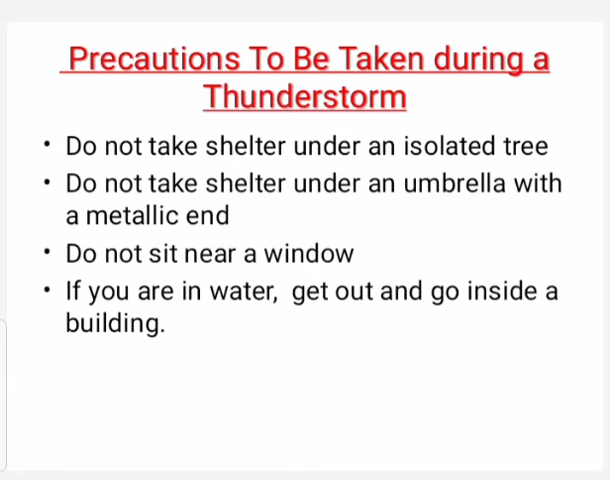 Precautions To Be Taken during a
Thunderstorm
• Do not take shelter under an isolated tree
• Do not take shelter under an umbrella with
a metallic end
• Do not sit near a window
• If you are in water,  get out and go inside a
building.